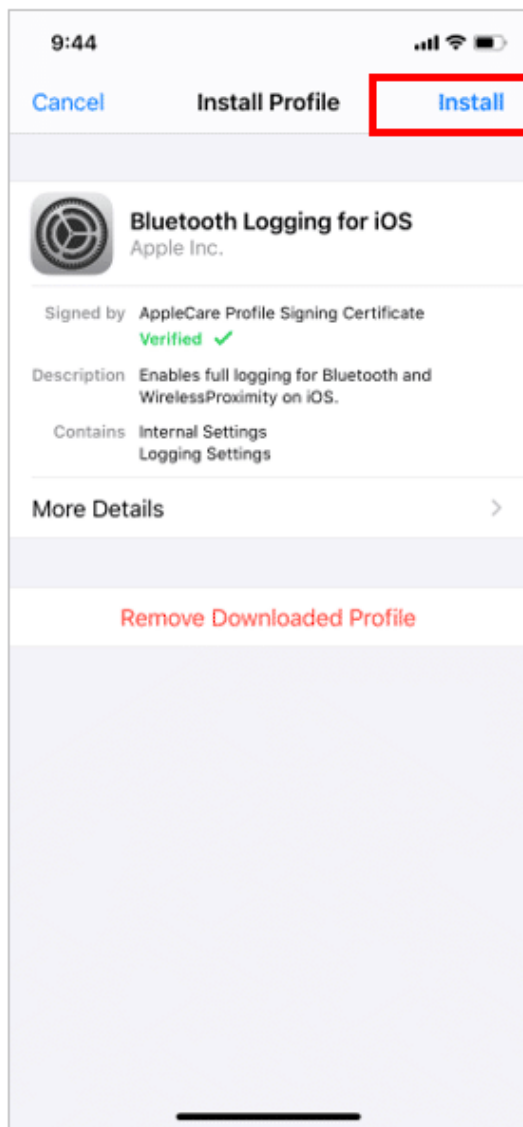 9:44
Cancel Install Profile Install
Bluetooth Logging for iOS
Apple Inc.
Signed by AppleCare Profile Signing Certificate
Verified ✓
Description Enables full logging for Bluetooth and
WirelessProximity on iOS.
Contains Internal Settings
Logging Settings
More Details
Remove Downloaded Profile